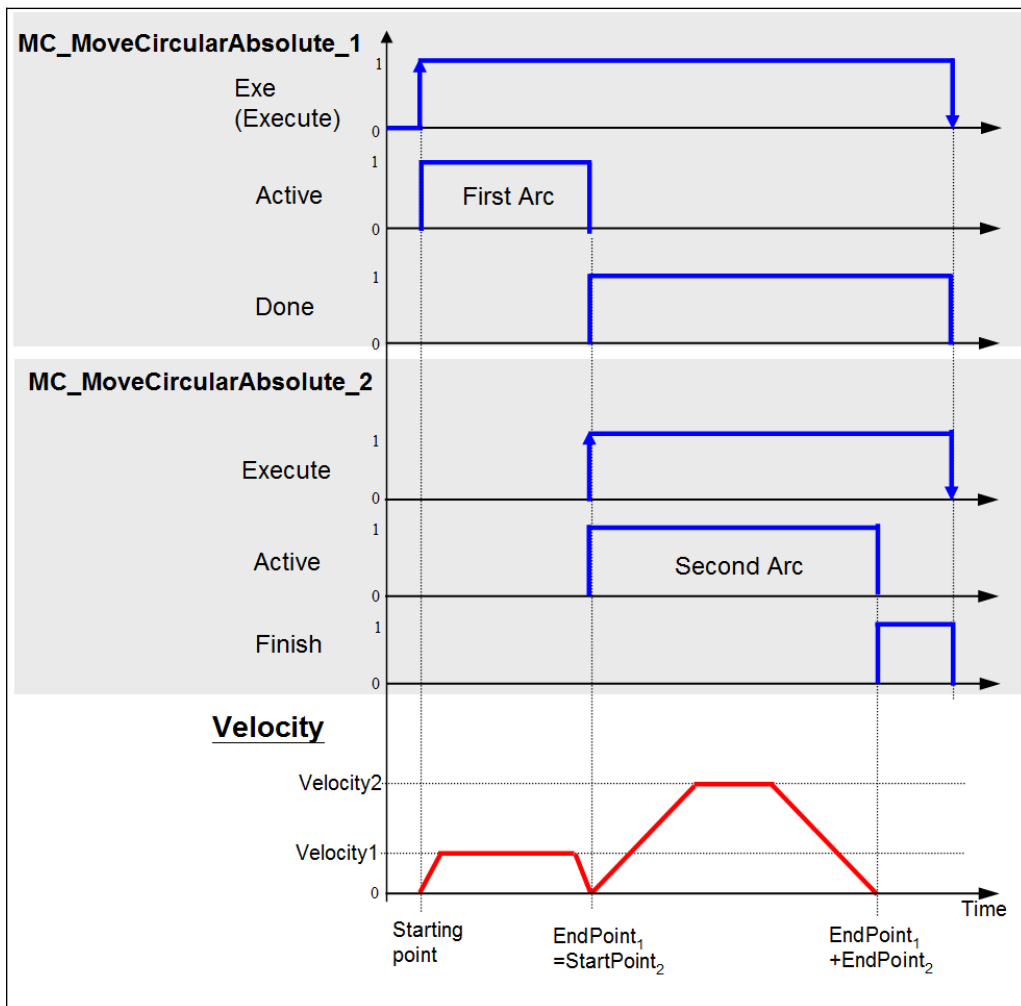 MC_MoveCircularAbsolute_1
1
Exe
(Execute)
0
1
Active
First Arc
0
1
Done
0
MC_MoveCircularAbsolute_2
1
Execute
0
1
Active
Second Arc
0
1
Finish
0
Velocity
Velocity2
Velocity1
0
Time
Starting
point
EndPoint1
=StartPoint2
EndPoint1
+EndPoint2